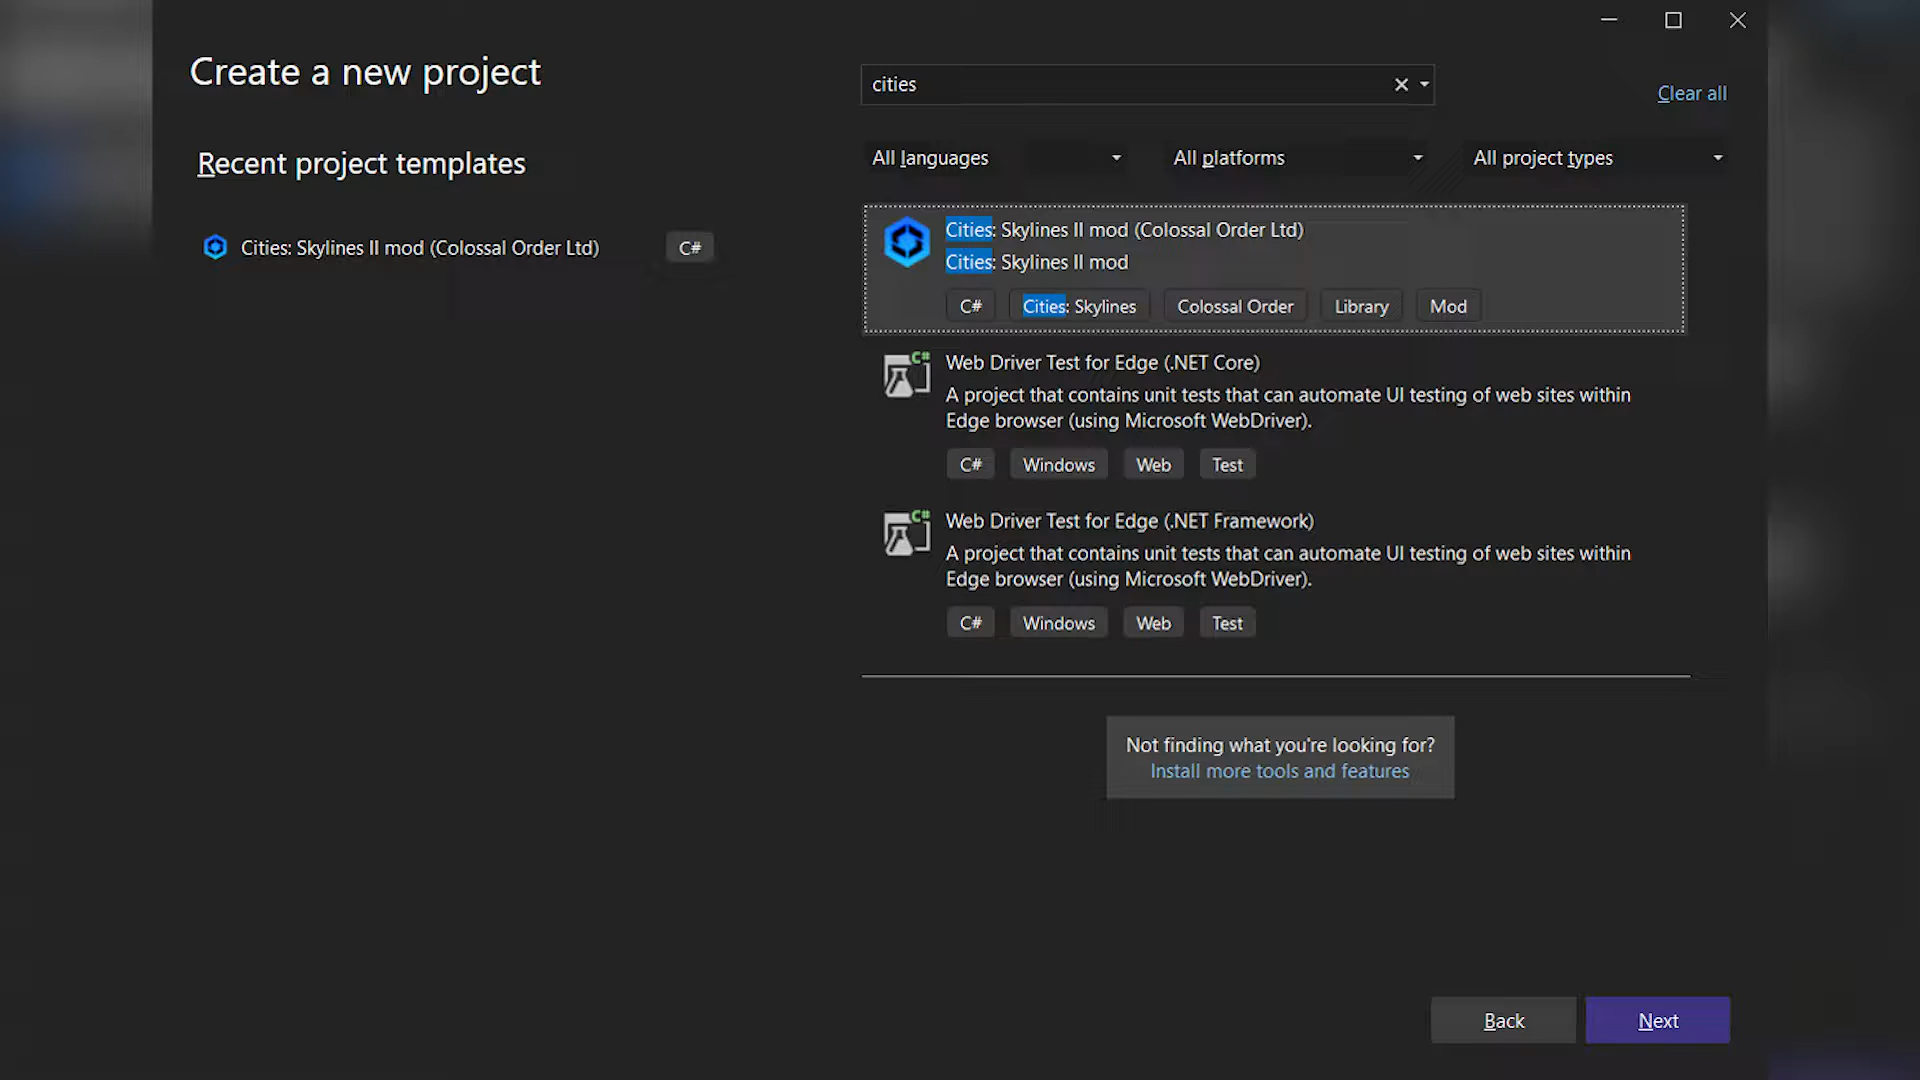 Create a new project
cities
Clear all
Recent project templates
All languages
All platforms
All project types
Cities: Skylines II mod (Colossal Order Ltd)
C#
Cities: Skylines II mod (Colossal Order Ltd)
Cities: Skylines II mod
C# Cities: Skylines Colossal Order Library Mod
C#
Web Driver Test for Edge (.NET Core)
A project that contains unit tests that can automate UI testing of web sites within
Edge browser (using Microsoft WebDriver).
C# Windows Web Test
C#
Web Driver Test for Edge (.NET Framework)
A project that contains unit tests that can automate UI testing of web sites within
Edge browser (using Microsoft WebDriver).
C# Windows Web Test
Not finding what you're looking for?
Install more tools and features
Back
Next